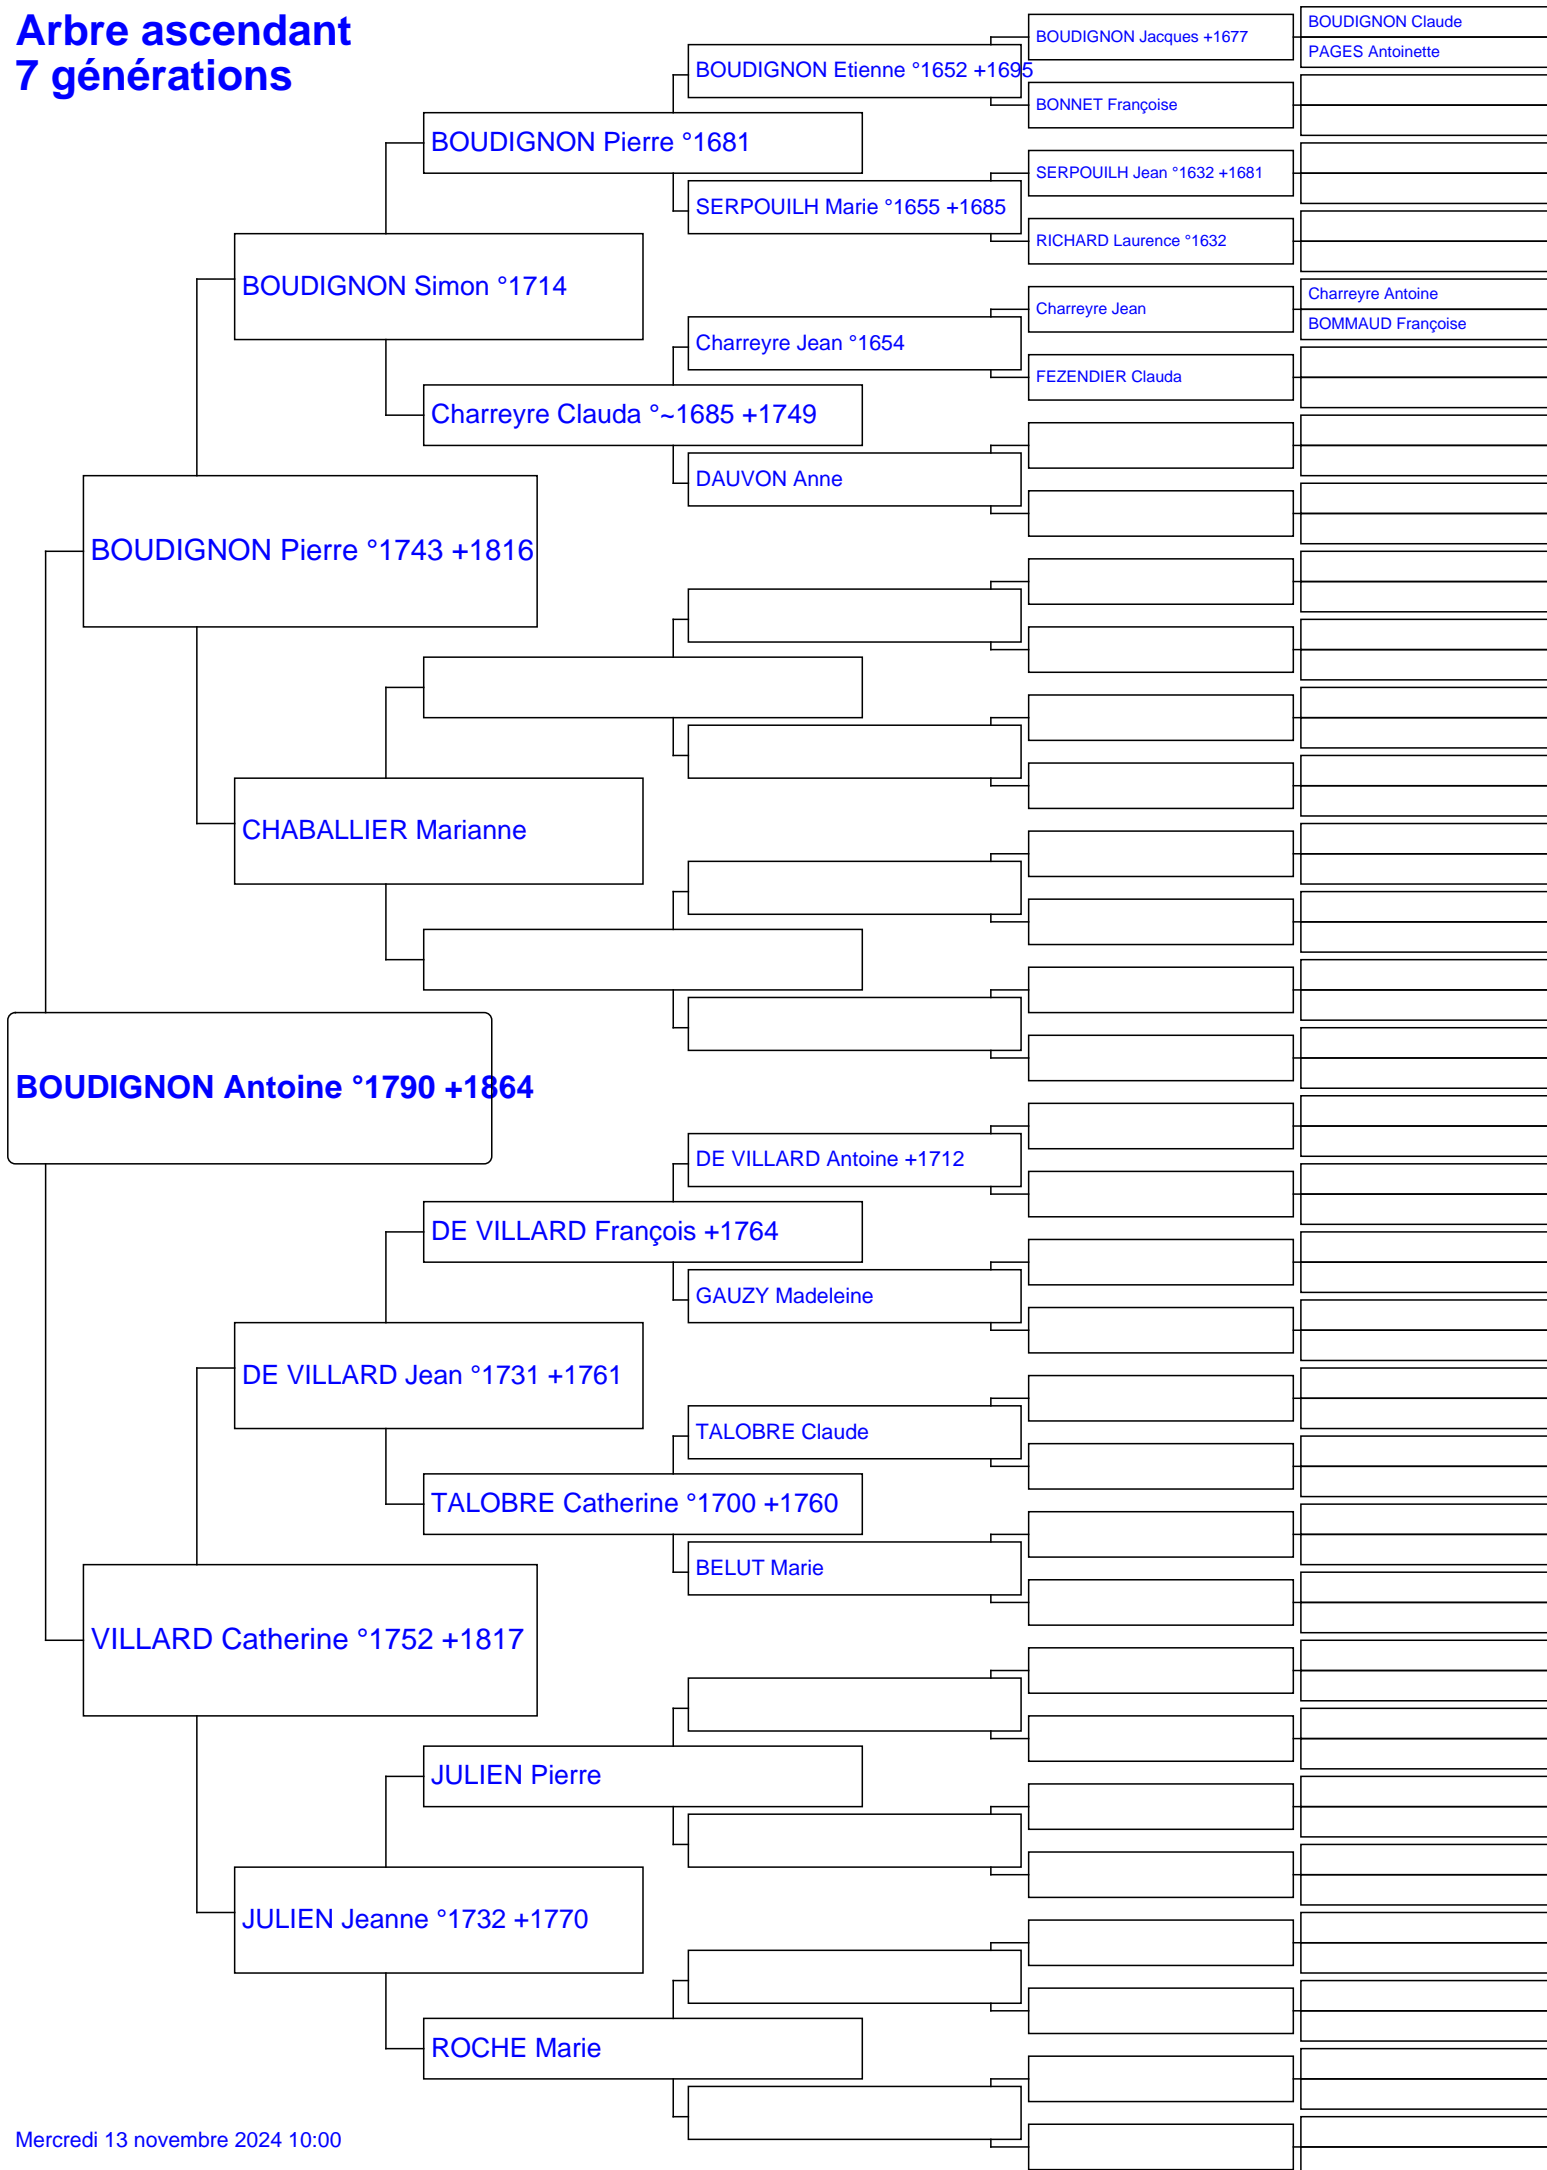 Arbre ascendant
7 générations
BOUDIGNON Claude
BOUDIGNON Jacques +1677
PAGES Antoinette
BOUDIGNON Etienne °1652 +1695
BONNET Françoise
BOUDIGNON Pierre °1681
SERPOUILH Jean °1632 +1681
SERPOUILH Marie °1655 +1685
RICHARD Laurence °1632
BOUDIGNON Simon °1714
Charreyre Antoine
Charreyre Jean
BOMMAUD Françoise
Charreyre Jean °1654
FEZENDIER Clauda
Charreyre Clauda °~1685 +1749
DAUVON Anne
BOUDIGNON Pierre °1743 +1816
CHABALLIER Marianne
BOUDIGNON Antoine °1790 +1864
DE VILLARD Antoine +1712
DE VILLARD François +1764
GAUZY Madeleine
DE VILLARD Jean °1731 +1761
TALOBRE Claude
TALOBRE Catherine °1700 +1760
BELUT Marie
VILLARD Catherine °1752 +1817
JULIEN Pierre
JULIEN Jeanne °1732 +1770
ROCHE Marie
Mercredi 13 novembre 2024 10:00